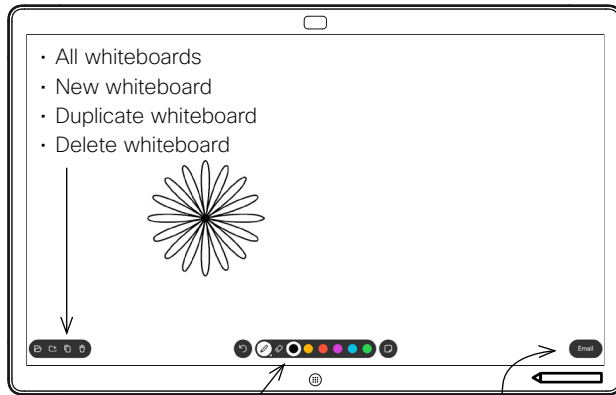 · All whiteboards
· New whiteboard
· Duplicate whiteboard
· Delete whiteboard
Email